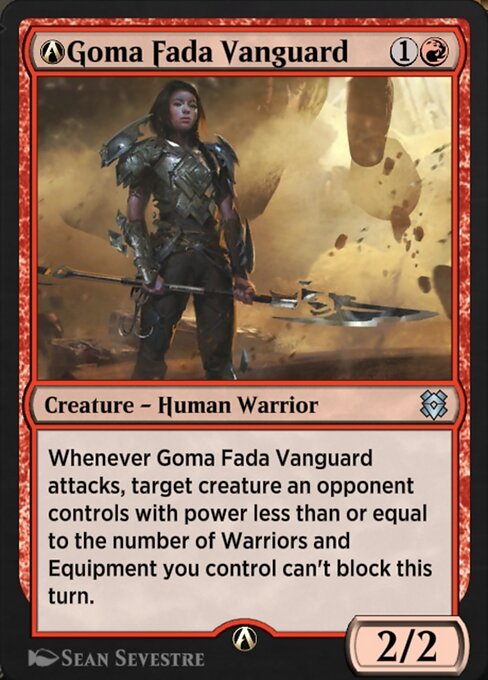 Goma Fada Vanguard 1
Creature – Human Warrior
Whenever Goma Fada Vanguard
attacks, target creature an opponent
controls with power less than or equal
to the number of Warriors and
Equipment you control can't block this
turn.
2/2
Sean Sevestre